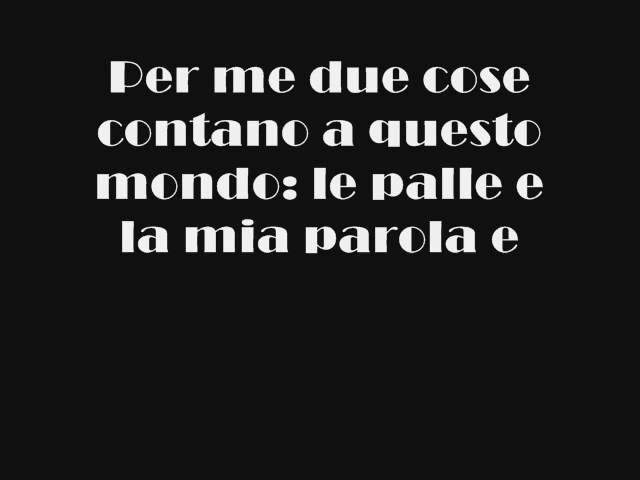 Per me due cose
contano a questo
mondo: le palle e
la mia parola e